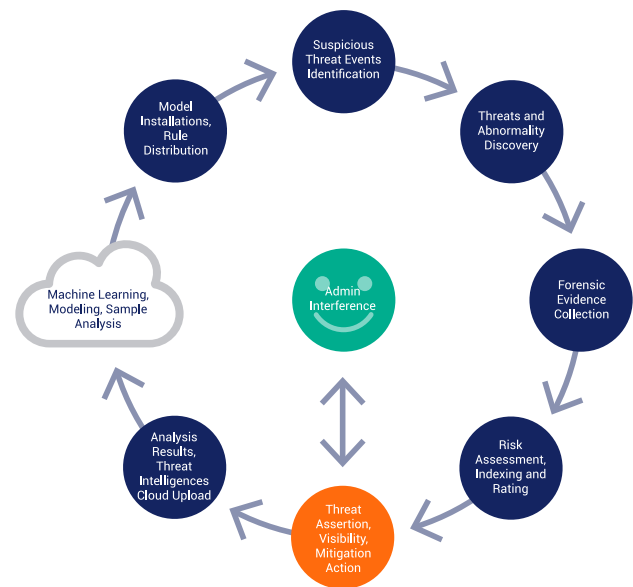 Suspicious
Threat Events
Identification
Threats and
Abnormality
Discovery
Forensic
Evidence
Collection
Risk
Assessment,
Indexing and
Rating
Threat
Assertion,
Visibility,
Mitigation
Action
Analysis
Results,
Threat
Intelligences
Cloud Upload
Machine Learning,
Modeling, Sample
Analysis
Model
Installations,
Rule
Distribution
Admin
Interference